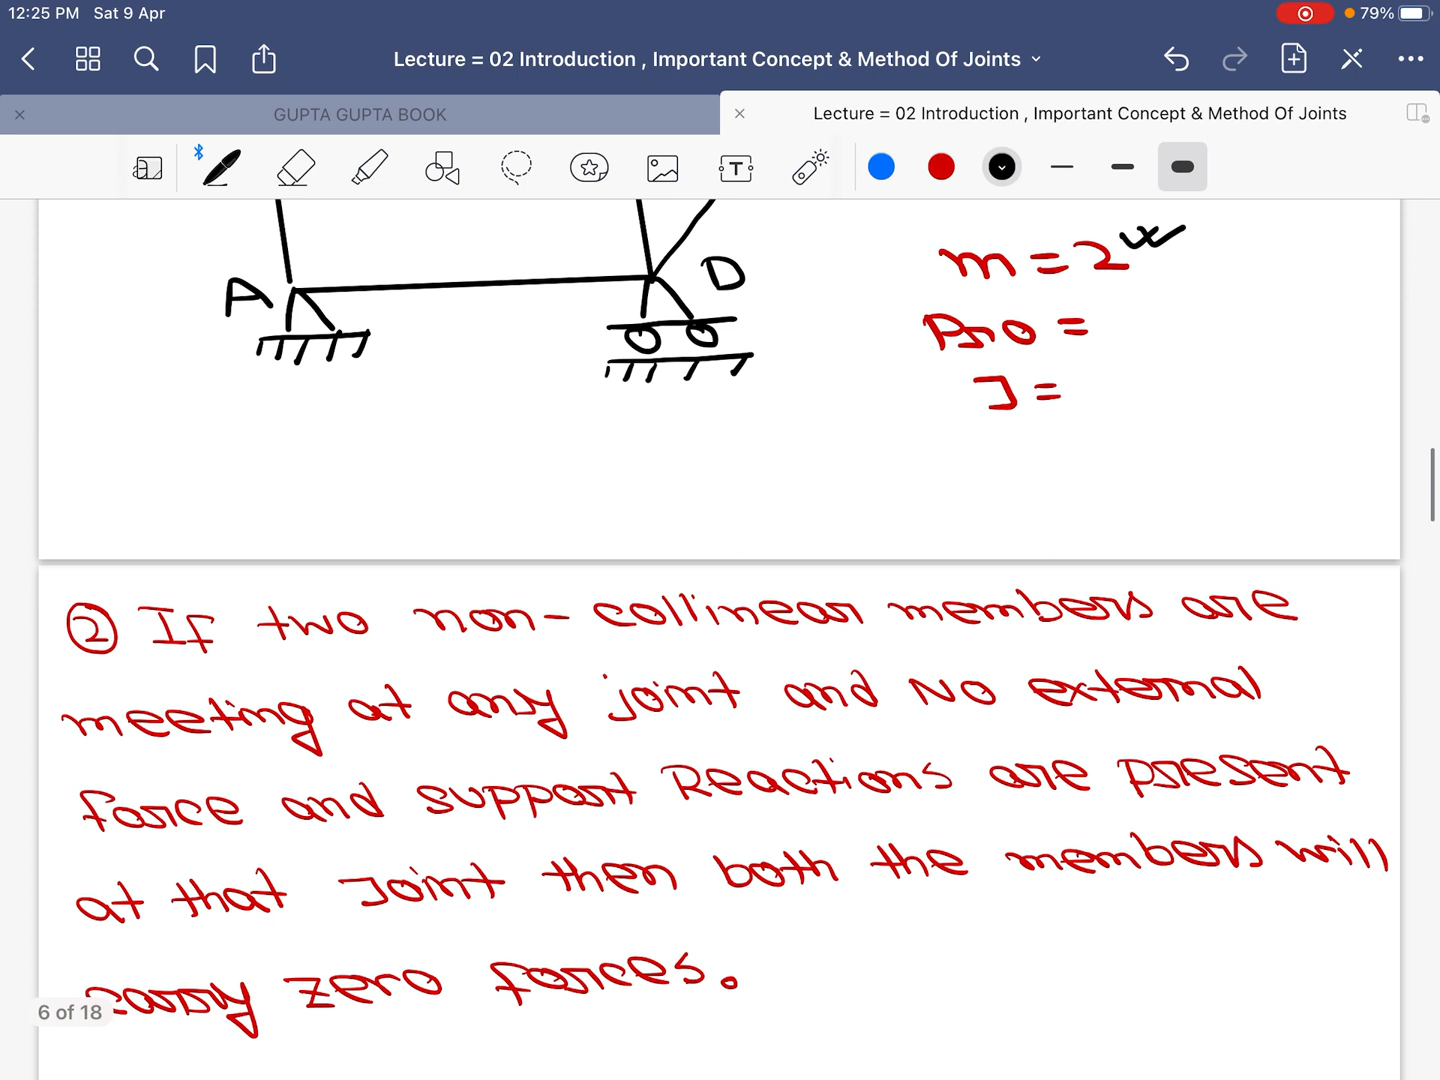 12:25 PM Sat 9 Apr
79%
Lecture = 02 Introduction , Important Concept & Method Of Joints
GUPTA GUPTA BOOK
Lecture = 02 Introduction , Important Concept & Method Of Joints
T
m = 2
A
D
J =
② If two non-collinear members are
meeting at any joint and NO external
force and support Reactions are present
at that Joint then both the members will
carry zero forces.
6 of 18